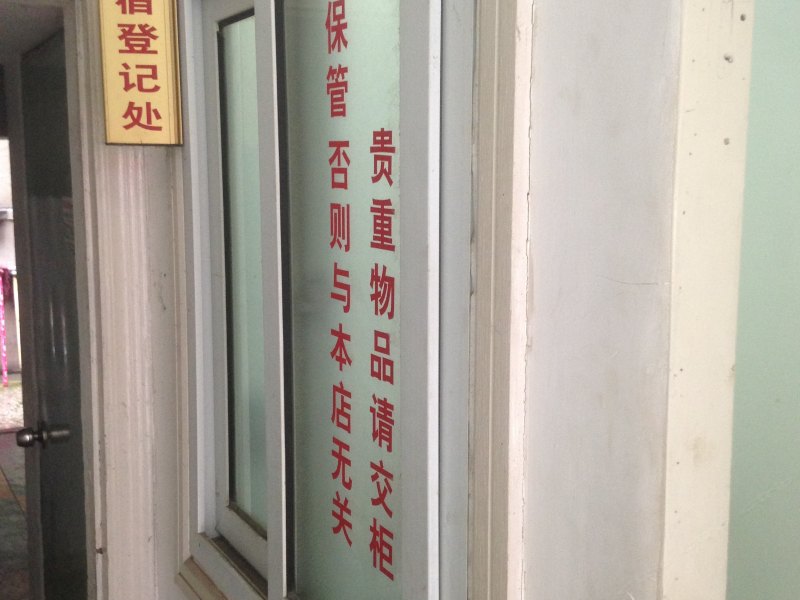 宿登记处
贵重物品请交柜
保管 否则与本店无关